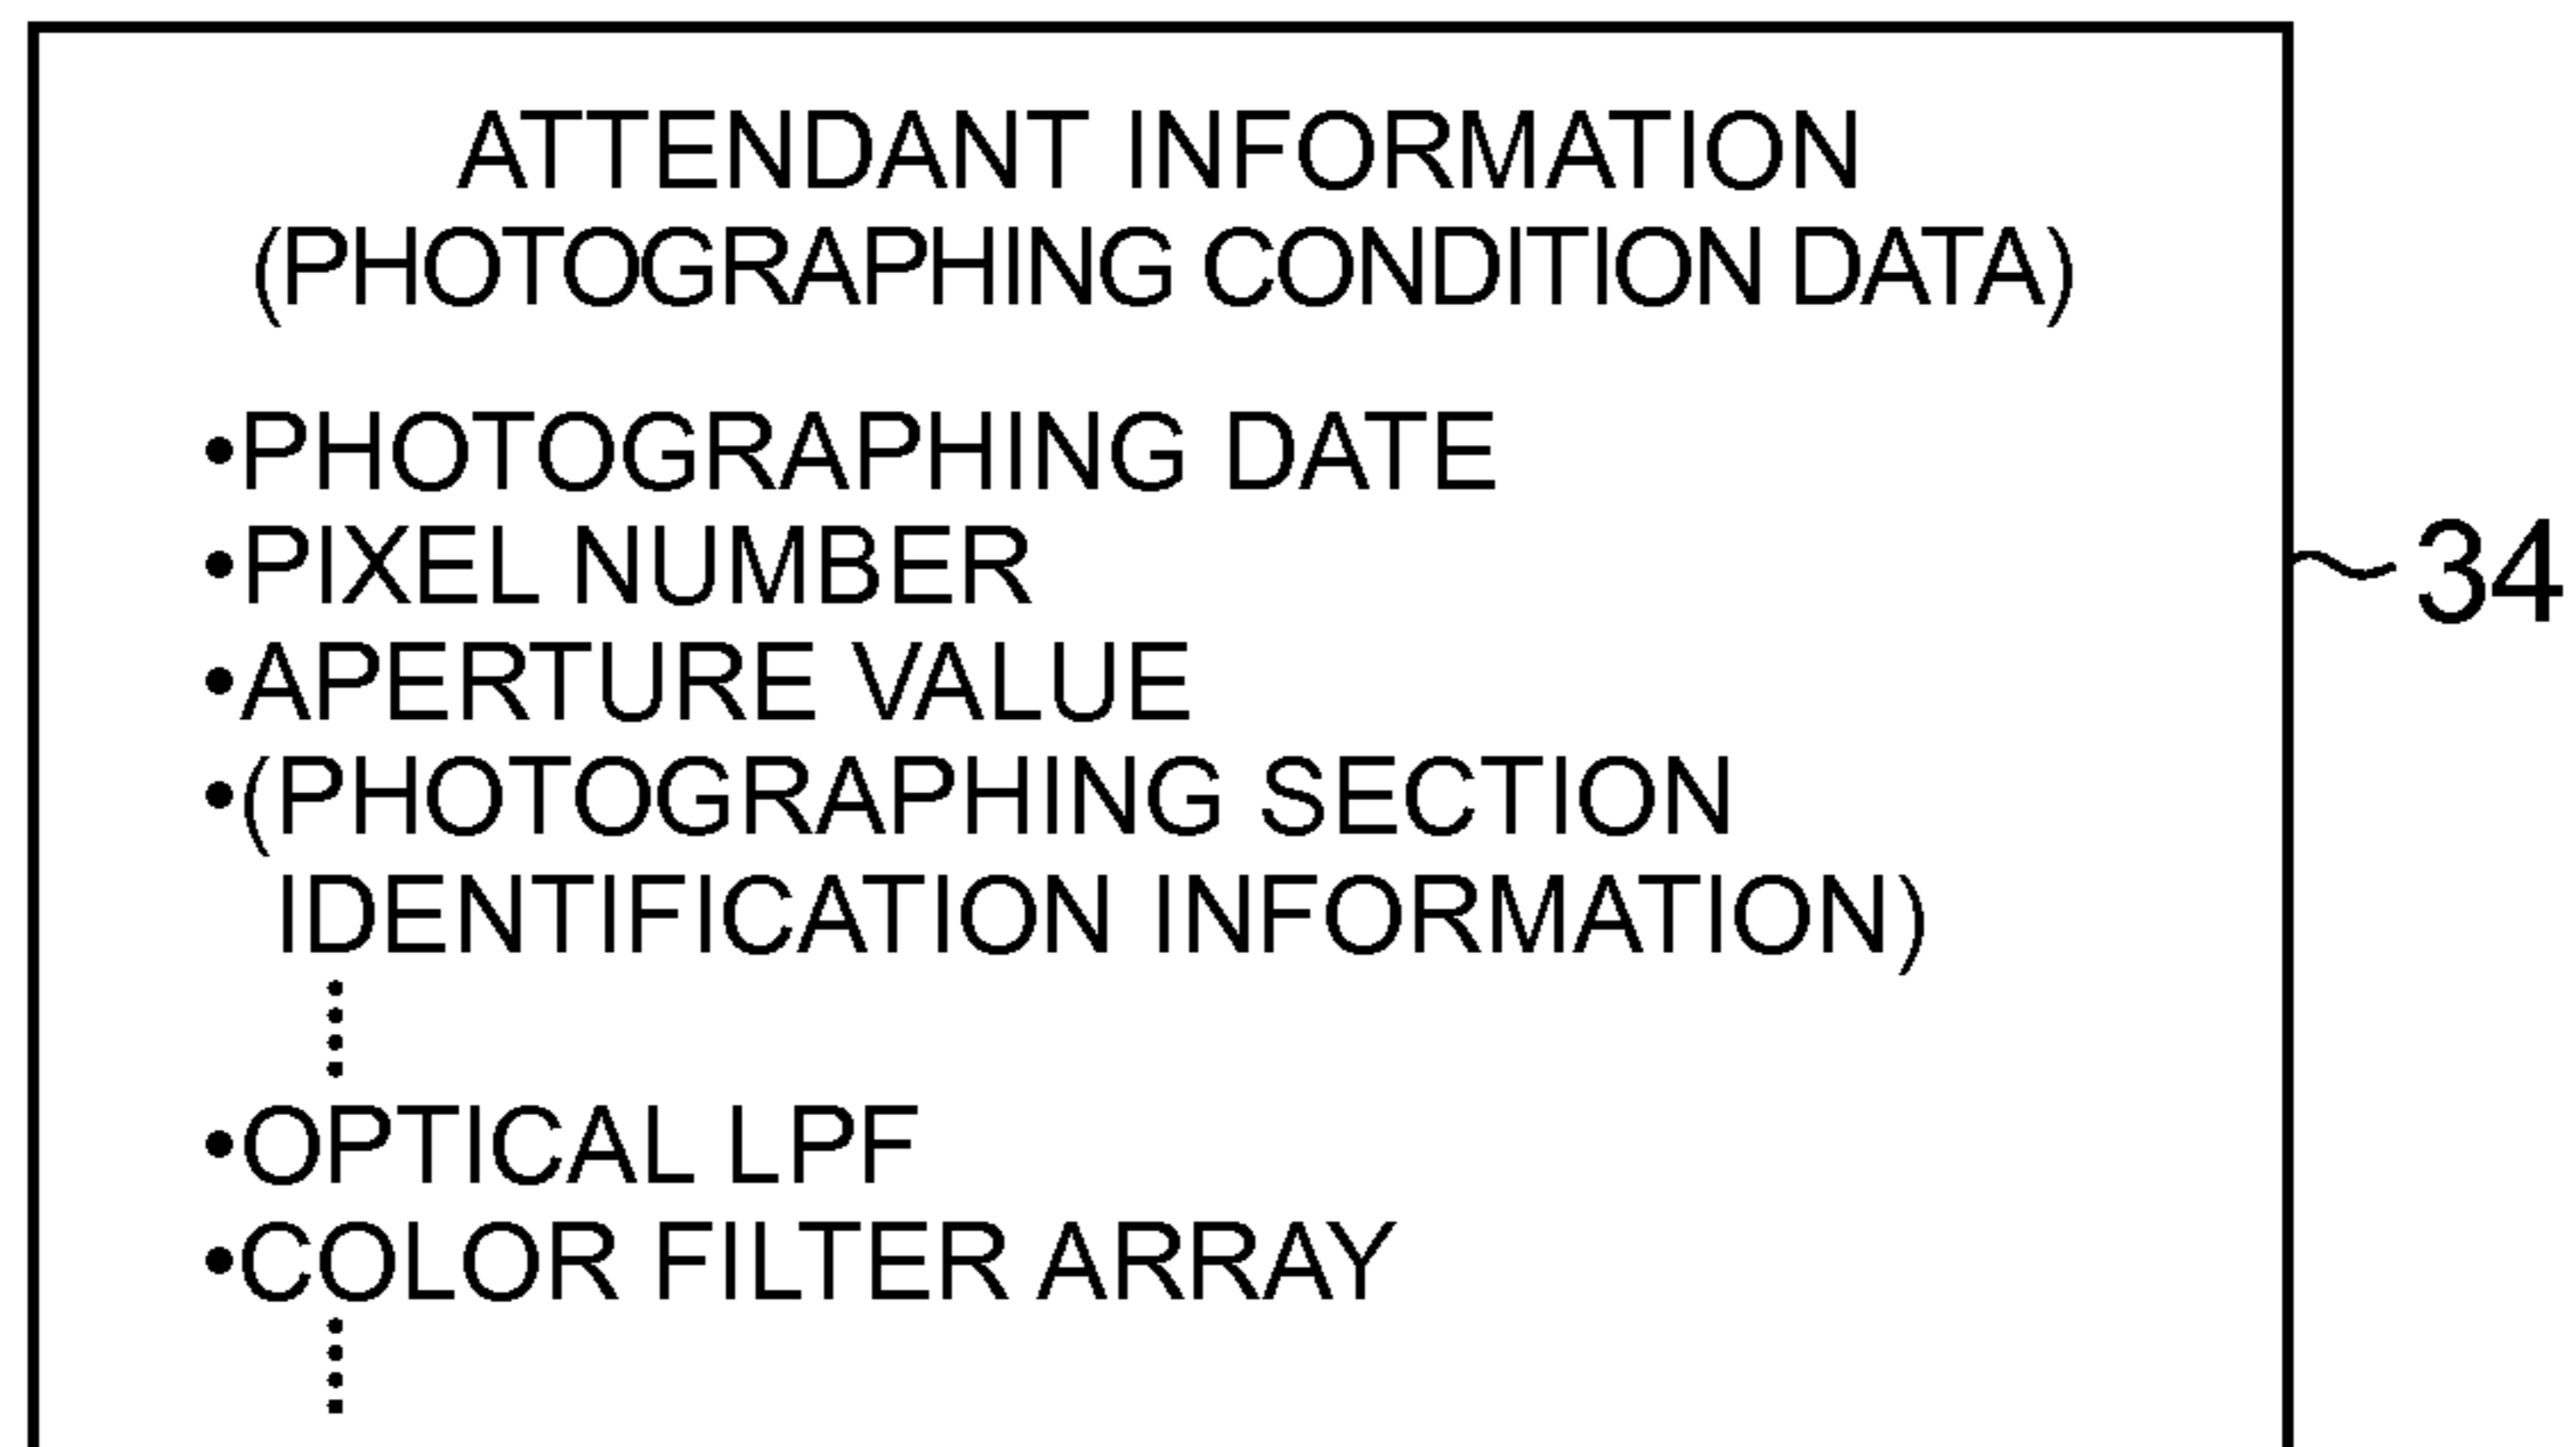 ATTENDANT INFORMATION
(PHOTOGRAPHING CONDITION DATA)
•PHOTOGRAPHING DATE
•PIXEL NUMBER
34
•APERTURE VALUE
•(PHOTOGRAPHING SECTION
IDENTIFICATION INFORMATION)
•OPTICAL LPF
•COLOR FILTER ARRAY